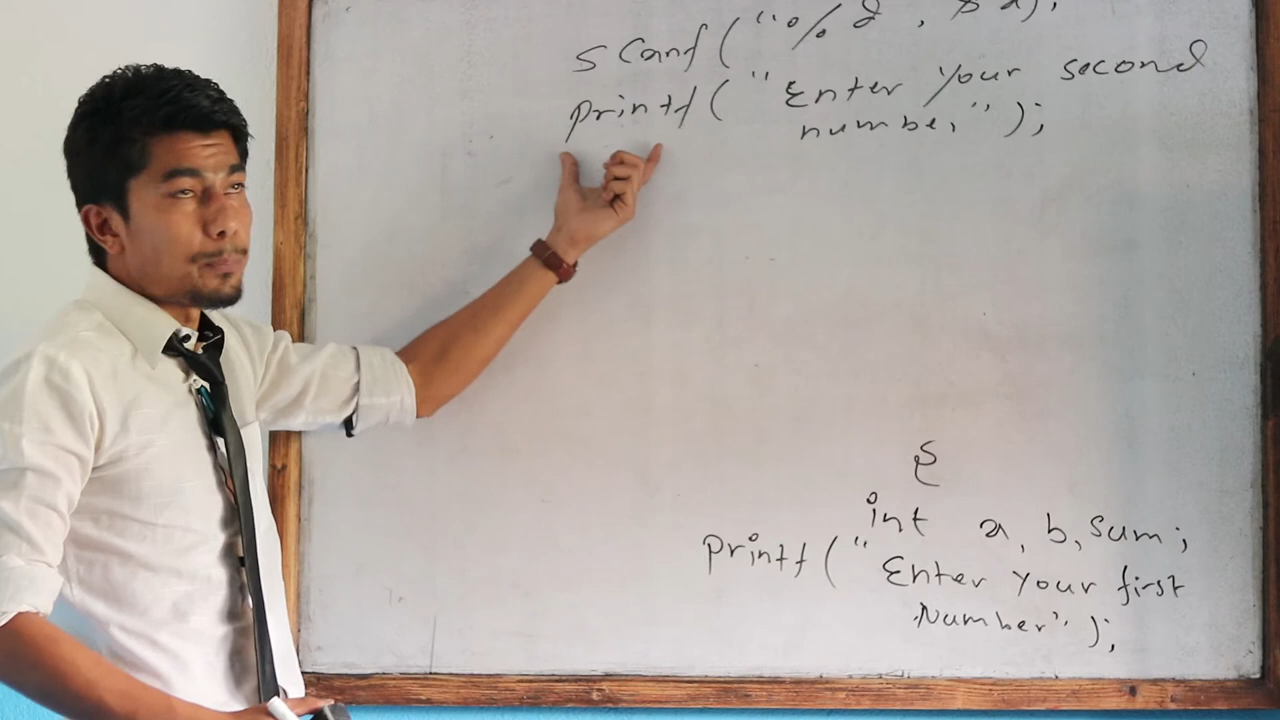 scanf("%d, &a);
printf("Enter your second
number");
{
int a, b, sum;
printf("Enter your first
Number");